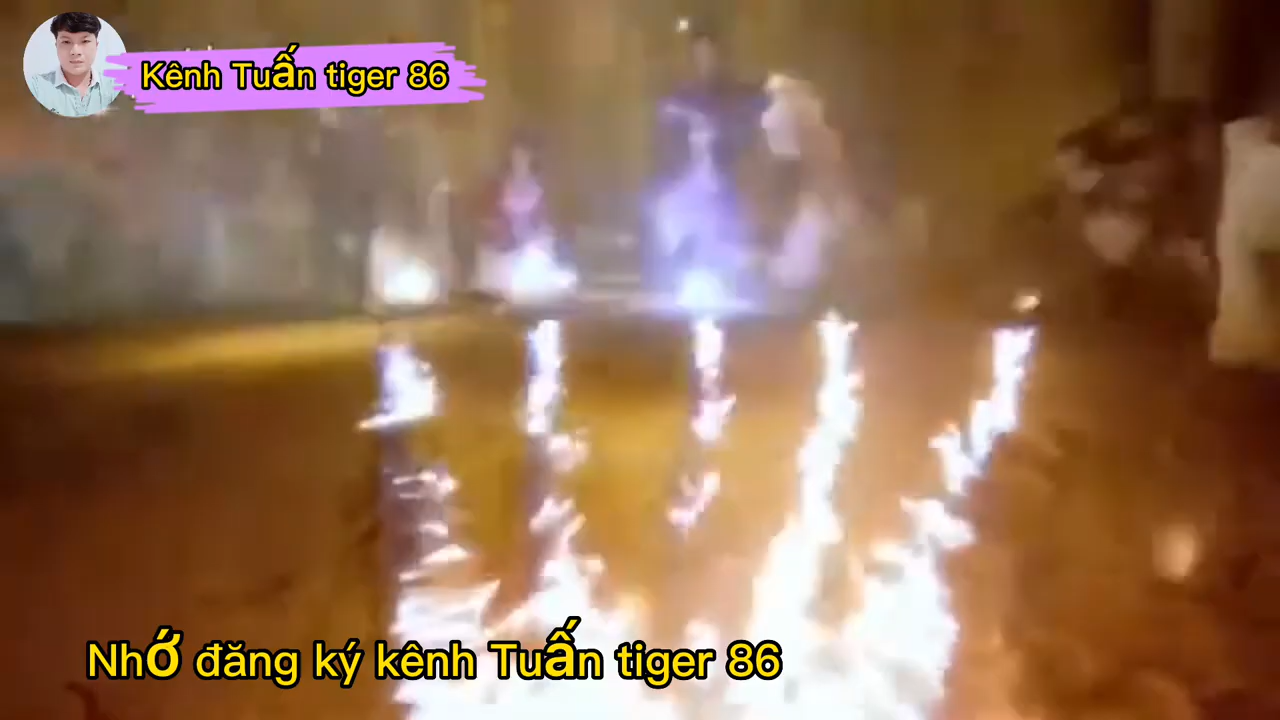 Kênh Tuấn tiger 86
Nhớ đăng ký kênh Tuấn tiger 86